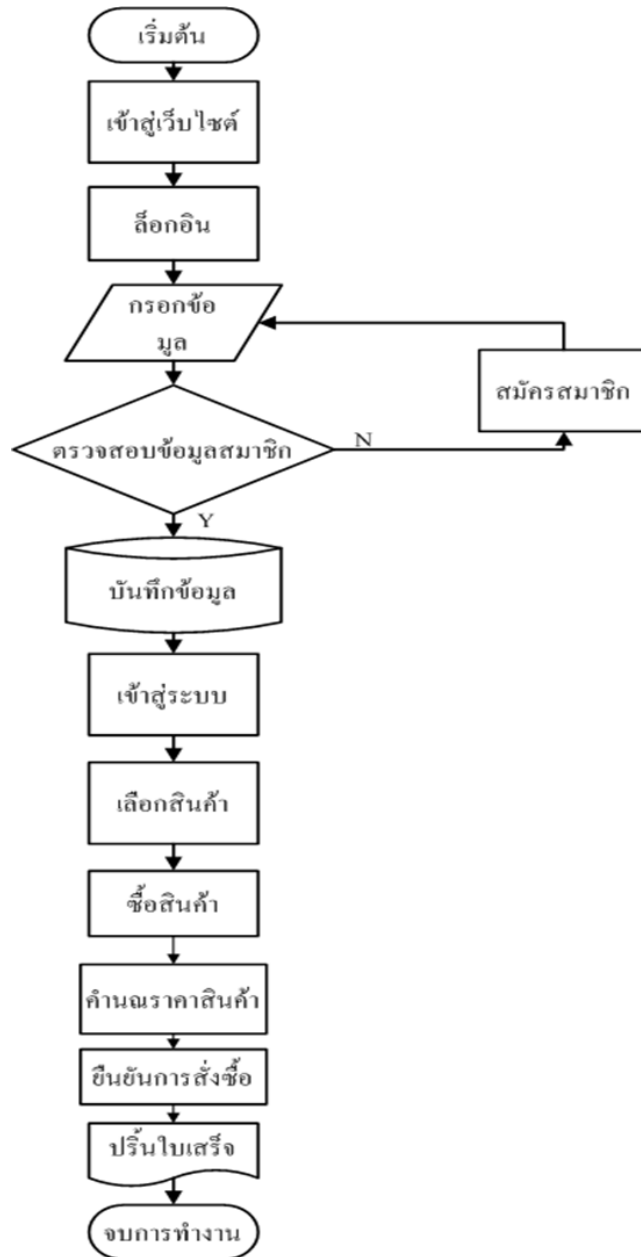 เริ่มต้น
เข้าสู่เว็บไซต์
ล็อกอิน
กรอกข้อ
มูล
สมัครสมาชิก
ตรวจสอบข้อมูลสมาชิก
N
Y
บันทึกข้อมูล
เข้าสู่ระบบ
เลือกสินค้า
ซื้อสินค้า
คำนณราคาสินค้า
ยืนยันการสั่งซื้อ
ปริ้นใบเสร็จ
จบการทำงาน